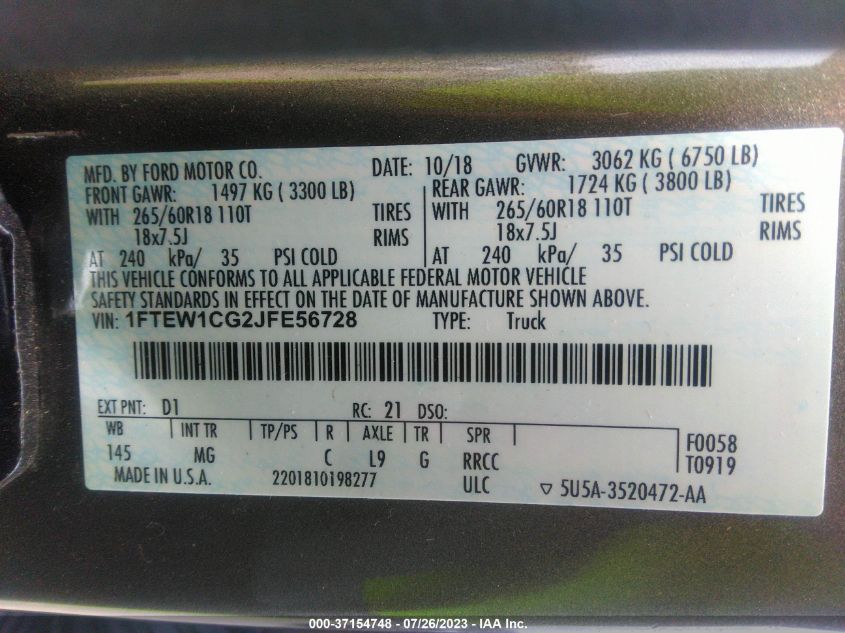 MFD. BY FORD MOTOR CO. DATE: 10/18 GVWR: 3062 KG ( 6750 LB)
FRONT GAWR: 1497 KG ( 3300 LB) REAR GAWR: 1724 KG ( 3800 LB)
WITH 265/60R18 110T TIRES WITH 265/60R18 110T TIRES
18x7.5J RIMS 18x7.5J RIMS
AT 240 kPa/ 35 PSI COLD AT 240 kPa/ 35 PSI COLD
THIS VEHICLE CONFORMS TO ALL APPLICABLE FEDERAL MOTOR VEHICLE
SAFETY STANDARDS IN EFFECT ON THE DATE OF MANUFACTURE SHOWN ABOVE.
VIN: 1FTEW1CG2JFE56728 TYPE: Truck
EXT PNT: D1 RC: 21 DSO:
WB INT TR TP/PS R AXLE TR SPR F0058
145 MG C L9 G RRCC T0919
MADE IN U.S.A. 2201810198277 ULC ▽ 5U5A-3520472-AA
000-37154748 - 07/26/2023 - IAA Inc.